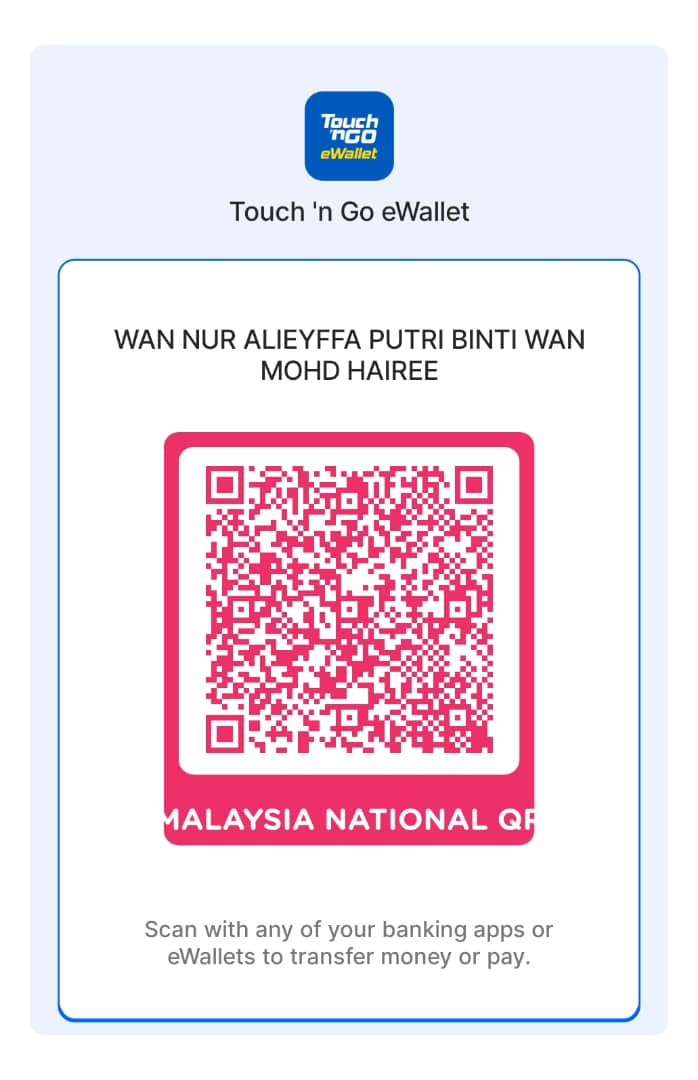 Touch
'nGO
eWallet
Touch 'n Go eWallet
WAN NUR ALIEYFFA PUTRI BINTI WAN
MOHD HAIREE
MALAYSIA NATIONAL QR
Scan with any of your banking apps or
eWallets to transfer money or pay.